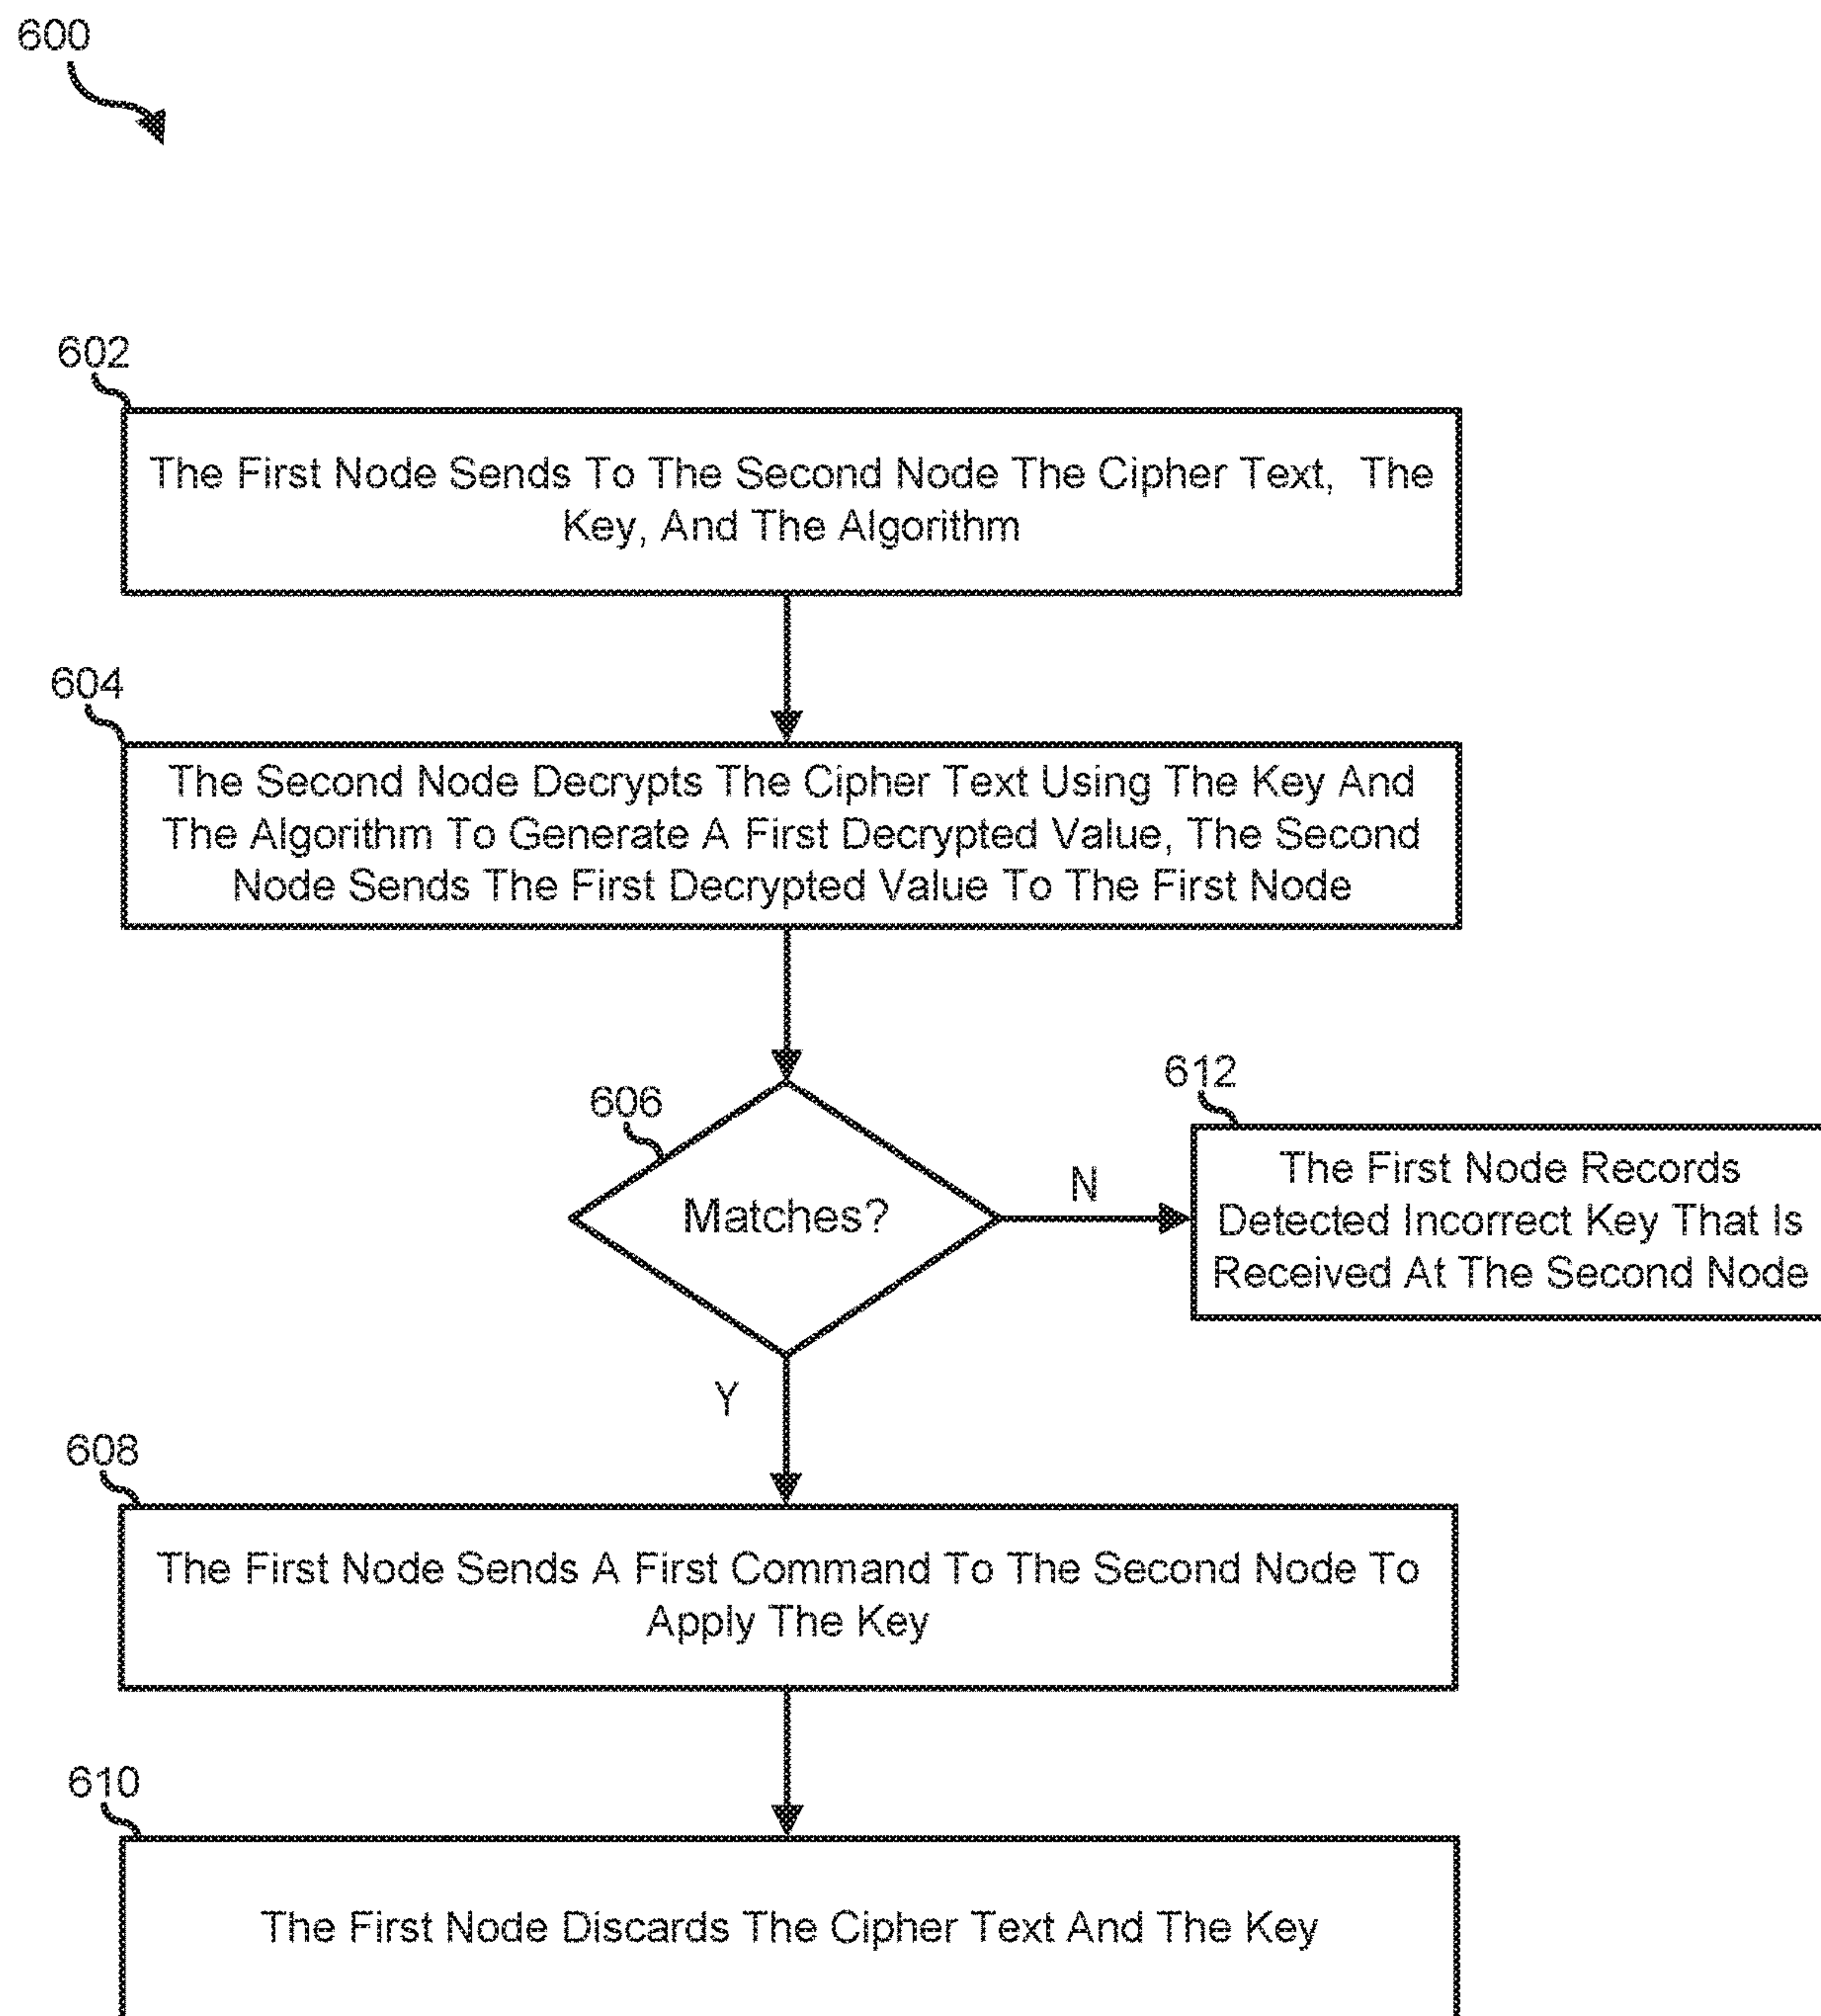 600
602
The First Node Sends To The Second Node The Cipher Text, The
Key, And The Algorithm
604
The Second Node Decrypts The Cipher Text Using The Key And
The Algorithm To Generate A First Decrypted Value, The Second
Node Sends The First Decrypted Value To The First Node
606
Matches?
N
612
The First Node Records
Detected Incorrect Key That Is
Received At The Second Node
Y
608
The First Node Sends A First Command To The Second Node To
Apply The Key
610
The First Node Discards The Cipher Text And The Key